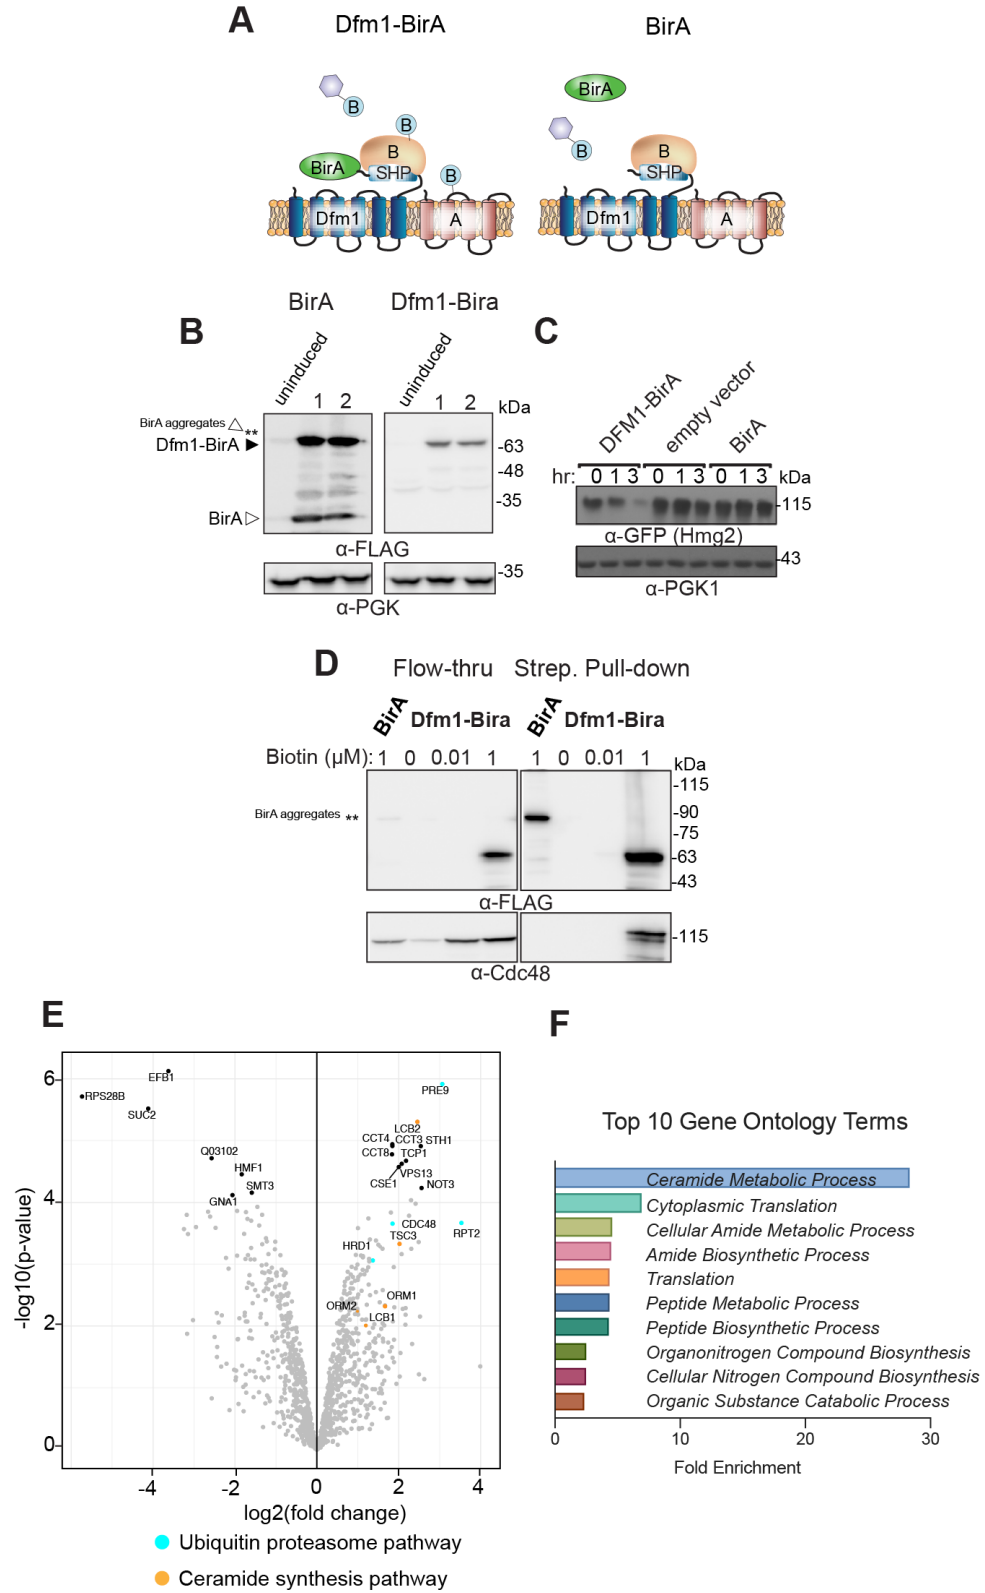 A
Dfm1-BirA
BirA
B
B
BirA
B
SHP
B
Dfm1
A
BirA
B
B
SHP
Dfm1
A
B
BirA
Dfm1-Bira
uninduced
1 2
uninduced
1 2
kDa
BirA aggregates
**
Dfm1-BirA
BirA
-63
-48
-35
α-FLAG
-35
α-PGK
C
DFM1-BirA
empty vector
BirA
hr: 0 1 3 0 1 3 0 1 3 kDa
-115
α-GFP (Hmg2)
-43
α-PGK1
D
Flow-thru Strep. Pull-down
BirA Dfm1-Bira BirA Dfm1-Bira
Biotin (µM): 1 0 0.01 1 1 0 0.01 1 kDa
-115
BirA aggregates **
-90
-75
-63
-43
α-FLAG
-115
α-Cdc48
E
-log10(p-value)
6
4
2
0
EFB1
RPS28B
SUC2
Q03102
HMF1
SMT3
GNA1
PRE9
LCB2
CCT4
CCT3
STH1
CCT8
TCP1
VPS13
CSE1
NOT3
CDC48
RPT2
TSC3
HRD1
ORM2
ORM1
LCB1
-4 -2 0 2 4
log2(fold change)
Ubiquitin proteasome pathway
Ceramide synthesis pathway
F
Top 10 Gene Ontology Terms
Ceramide Metabolic Process
Cytoplasmic Translation
Cellular Amide Metabolic Process
Amide Biosynthetic Process
Translation
Peptide Metabolic Process
Peptide Biosynthetic Process
Organonitrogen Compound Biosynthesis
Cellular Nitrogen Compound Biosynthesis
Organic Substance Catabolic Process
0 10 20 30
Fold Enrichment